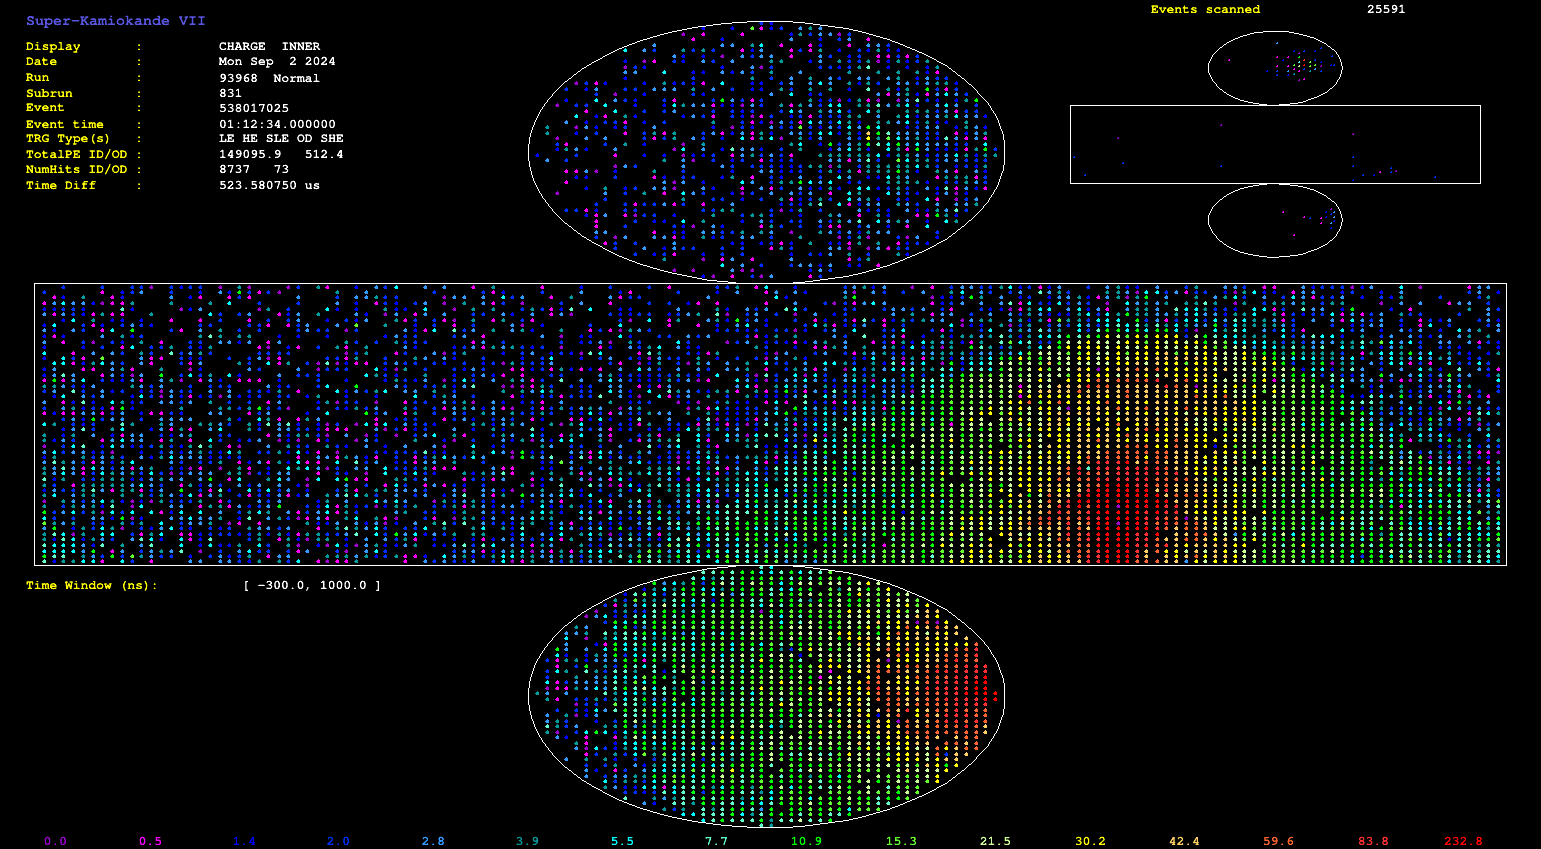 Super-Kamiokande VII
Events scanned 25591
Display : CHARGE INNER
Date : Mon Sep 2 2024
Run : 93968 Normal
Subrun : 831
Event : 538017025
Event time : 01:12:34.000000
TRG Type(s) : LE HE SLE OD SHE
TotalPE ID/OD : 149095.9 512.4
NumHits ID/OD : 8737 73
Time Diff : 523.580750 us
Time Window (ns): [ -300.0, 1000.0 ]
0.0 0.5 1.4 2.0 2.8 3.9 5.5 7.7 10.9 15.3 21.5 30.2 42.4 59.6 83.8 232.8